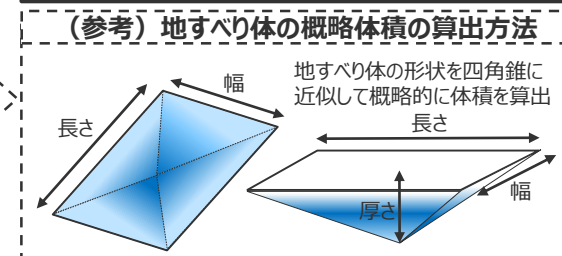 （参考）地すべり体の概略体積の算出方法
地すべり体の形状を四角錐に
近似して概略的に体積を算出
幅
長さ
長さ
幅
厚さ